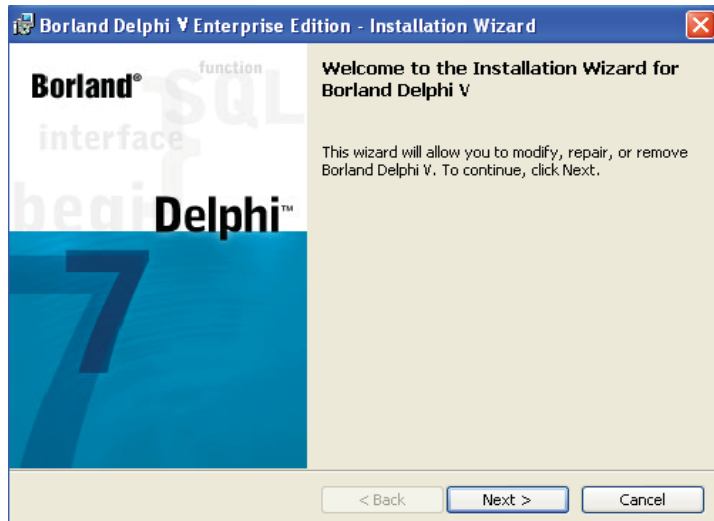 Borland Delphi V Enterprise Edition - Installation Wizard
Borland®
function
SQL
interface
{
begin
Delphi™
7
7
Welcome to the Installation Wizard for
Borland Delphi V
This wizard will allow you to modify, repair, or remove
Borland Delphi V. To continue, click Next.
< Back
Next >
Cancel